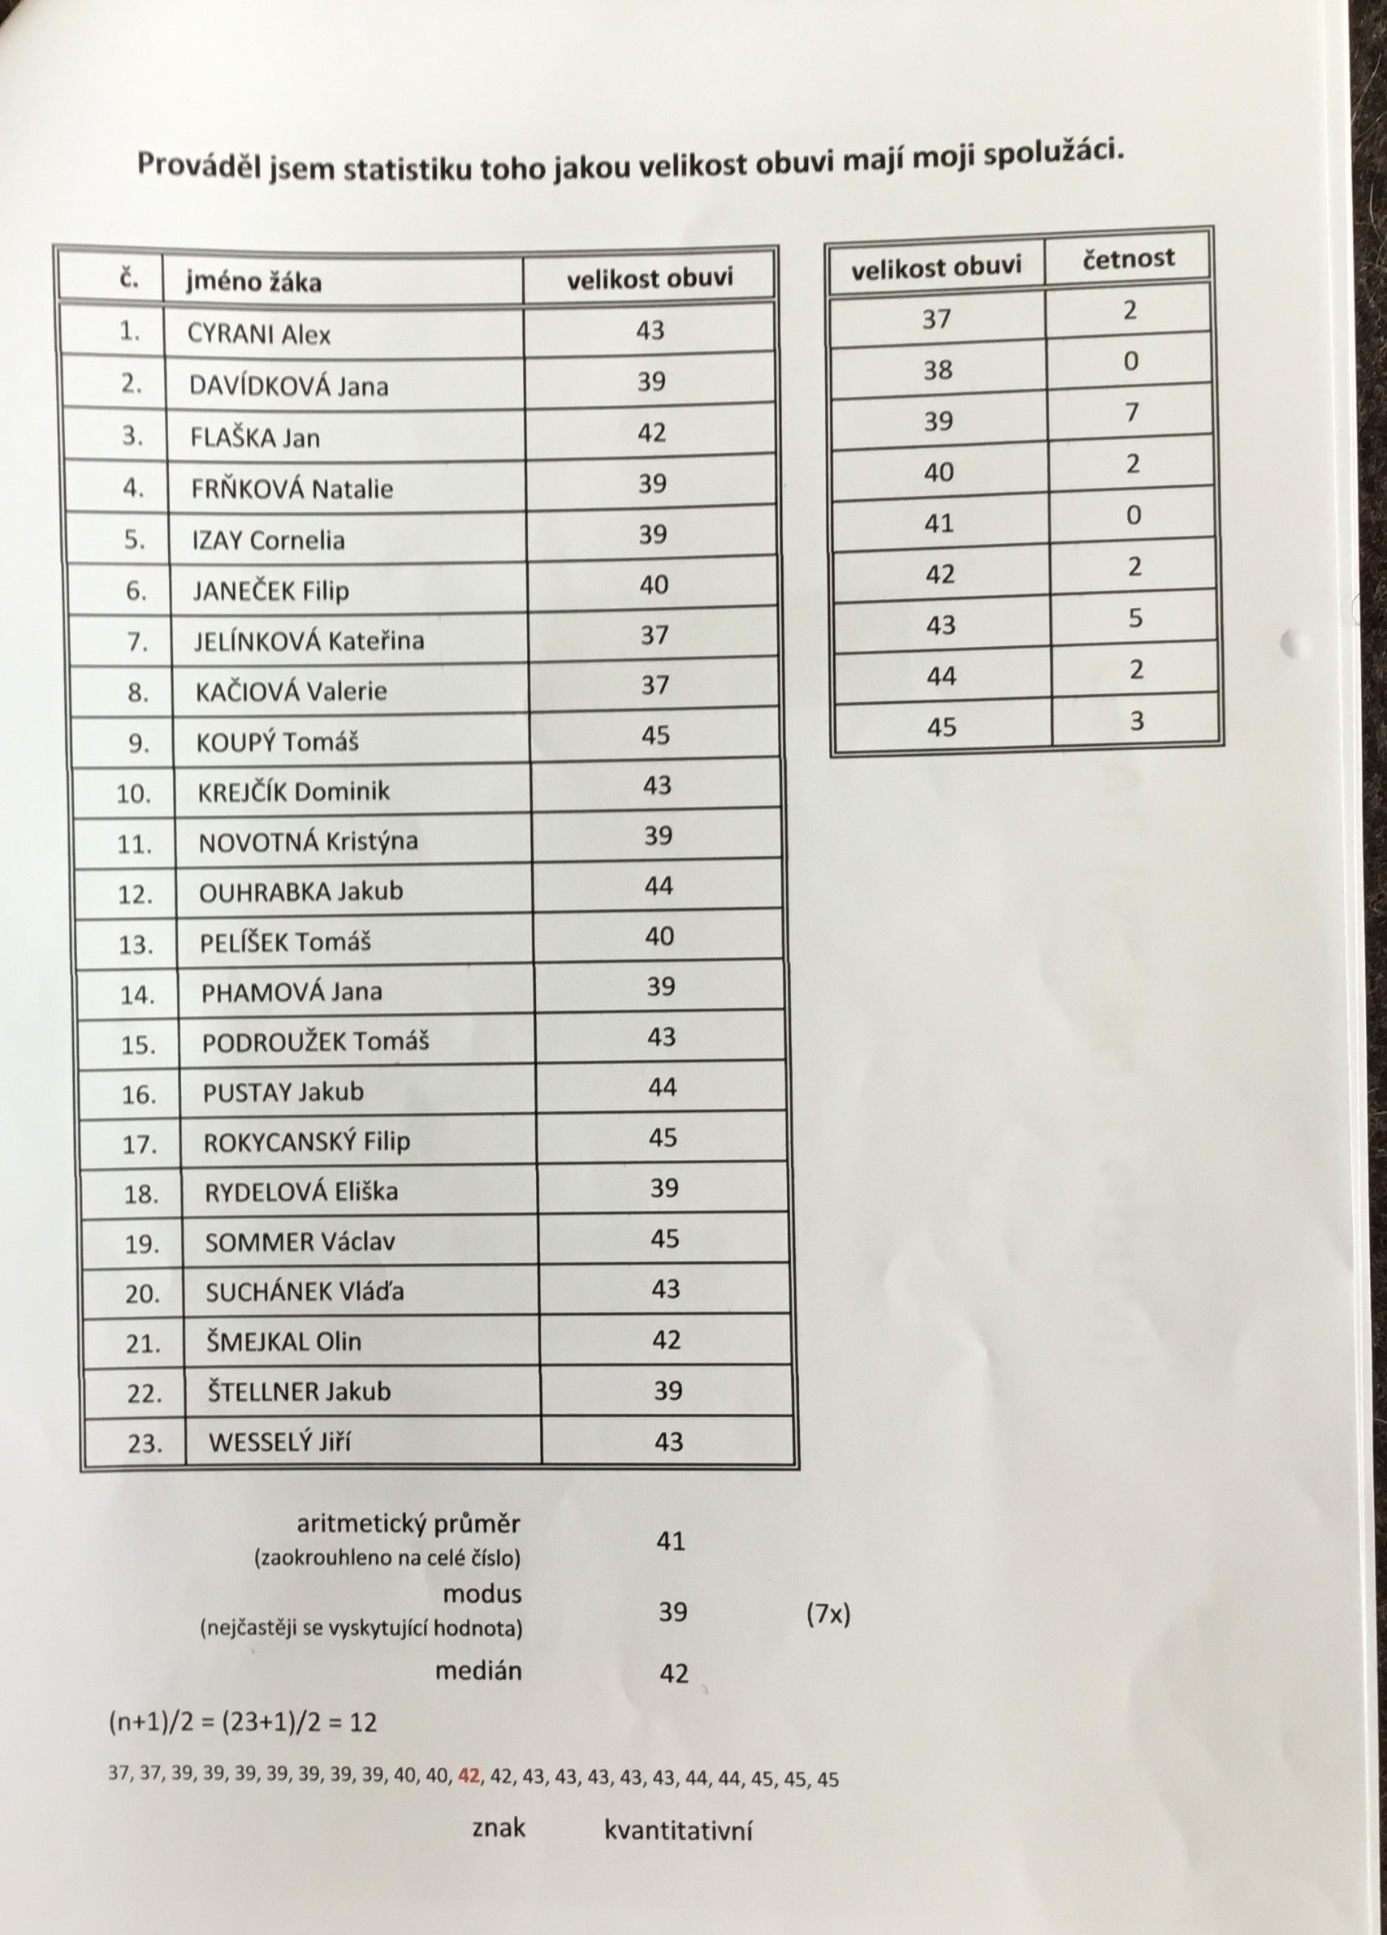 Prováděl jsem statistiku toho jakou velikost obuvi mají moji spolužáci.
č. jméno žáka velikost obuvi
1. CYRANI Alex 43
2. DAVÍDKOVÁ Jana 39
3. FLAŠKA Jan 42
4. FRŇKOVÁ Natalie 39
5. IZAY Cornelia 39
6. JANEČEK Filip 40
7. JELÍNKOVÁ Kateřina 37
8. KAČIOVÁ Valerie 37
9. KOUPÝ Tomáš 45
10. KREJČÍK Dominik 43
11. NOVOTNÁ Kristýna 39
12. OUHRABKA Jakub 44
13. PELÍŠEK Tomáš 40
14. PHAMOVÁ Jana 39
15. PODROUŽEK Tomáš 43
16. PUSTAY Jakub 44
17. ROKYCANSKÝ Filip 45
18. RYDELOVÁ Eliška 39
19. SOMMER Václav 45
20. SUCHÁNEK Vláďa 43
21. ŠMEJKAL Olin 42
22. ŠTELLNER Jakub 39
23. WESSELÝ Jiří 43
velikost obuvi četnost
37 2
38 0
39 7
40 2
41 0
42 2
43 5
44 2
45 3
aritmetický průměr
(zaokrouhleno na celé číslo) 41
modus
(nejčastěji se vyskytující hodnota) 39 (7x)
medián 42
(n+1)/2 = (23+1)/2 = 12
37, 37, 39, 39, 39, 39, 39, 39, 39, 40, 40, 42, 42, 43, 43, 43, 43, 43, 44, 44, 45, 45, 45
znak kvantitativní